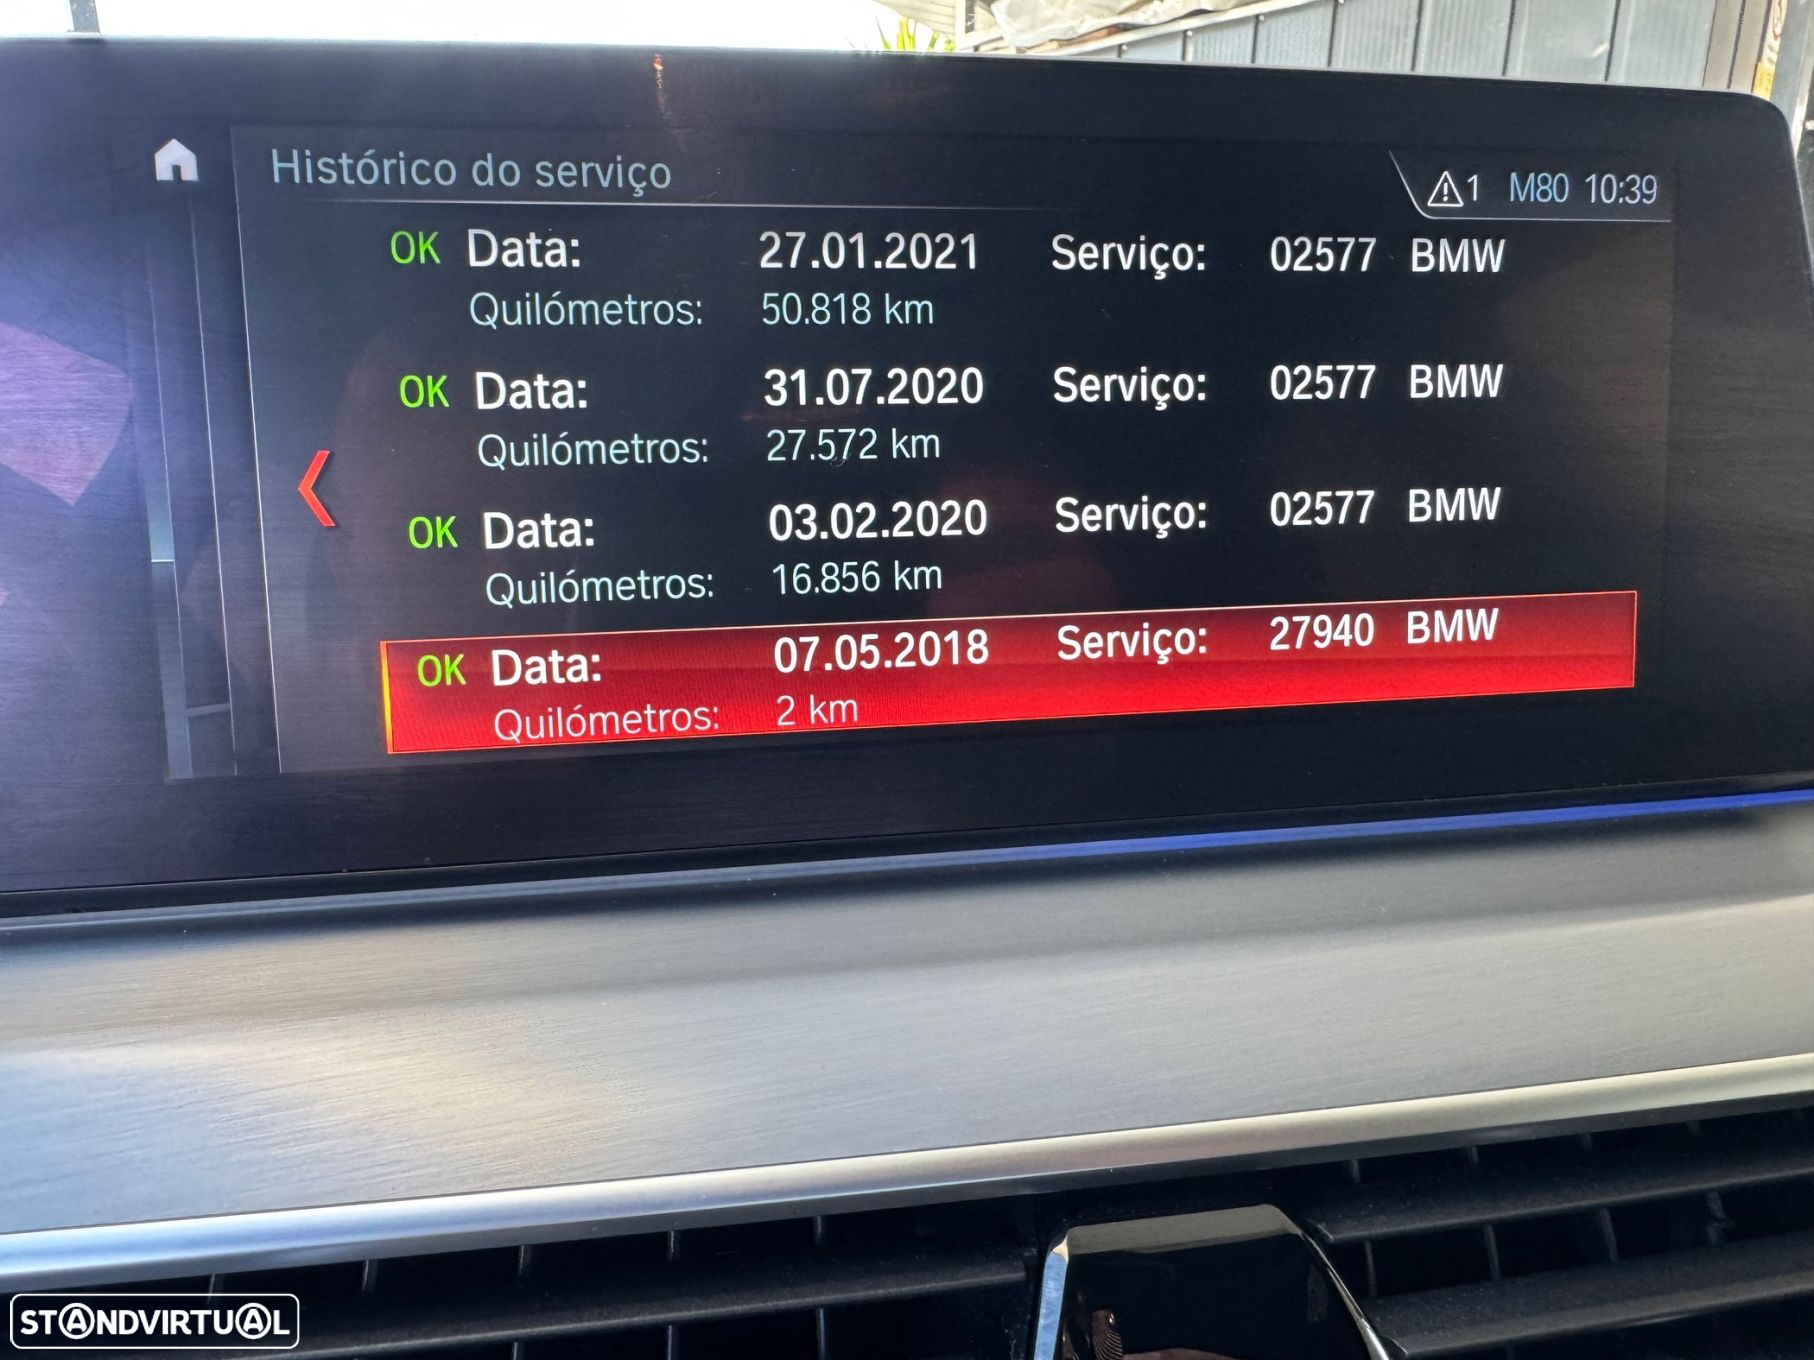 Histórico do serviço
1 M80 10:39
OK Data: 27.01.2021 Serviço: 02577 BMW
Quilómetros: 50.818 km
OK Data: 31.07.2020 Serviço: 02577 BMW
Quilómetros: 27.572 km
OK Data: 03.02.2020 Serviço: 02577 BMW
Quilómetros: 16.856 km
OK Data: 07.05.2018 Serviço: 27940 BMW
Quilómetros: 2 km
STANDVIRTUAL